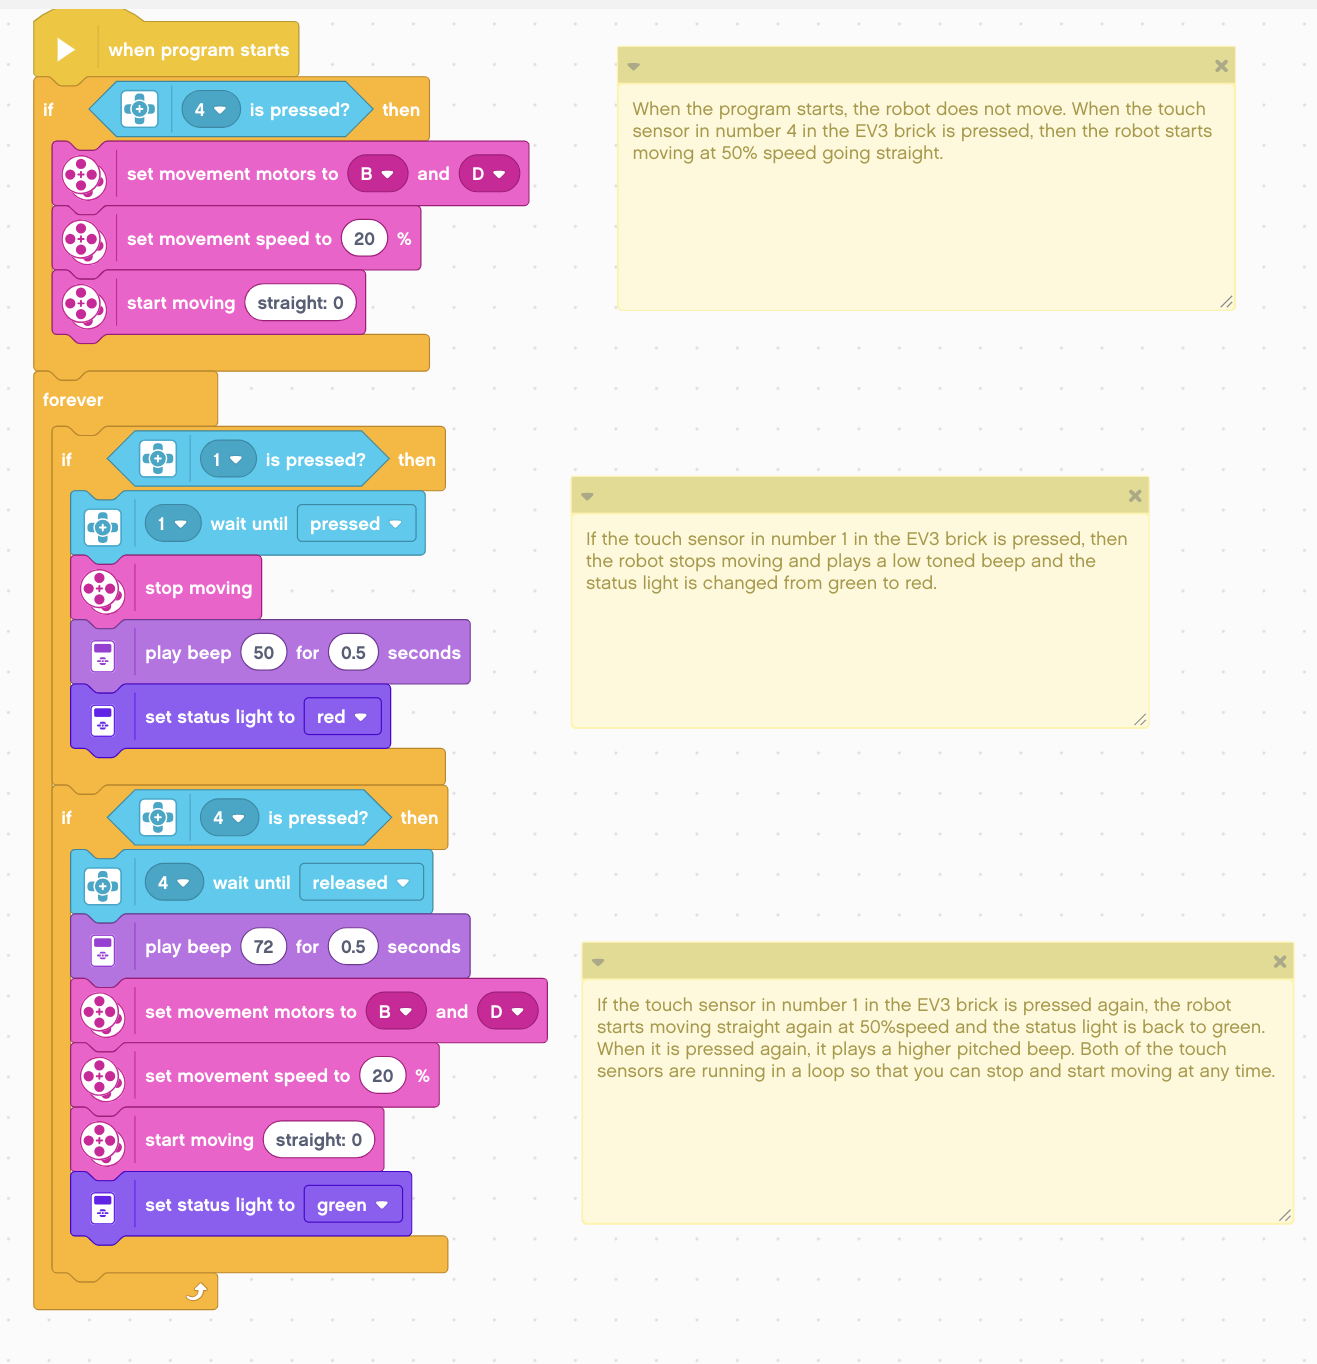 when program starts
if 4 is pressed? then
set movement motors to B and D
set movement speed to 20 %
start moving straight: 0
forever
if 1 is pressed? then
1 wait until pressed
stop moving
play beep 50 for 0.5 seconds
set status light to red
if 4 is pressed? then
4 wait until released
play beep 72 for 0.5 seconds
set movement motors to B and D
set movement speed to 20 %
start moving straight: 0
set status light to green
When the program starts, the robot does not move. When the touch
sensor in number 4 in the EV3 brick is pressed, then the robot starts
moving at 50% speed going straight.
If the touch sensor in number 1 in the EV3 brick is pressed, then
the robot stops moving and plays a low toned beep and the
status light is changed from green to red.
If the touch sensor in number 1 in the EV3 brick is pressed again, the robot
starts moving straight again at 50%speed and the status light is back to green.
When it is pressed again, it plays a higher pitched beep. Both of the touch
sensors are running in a loop so that you can stop and start moving at any time.